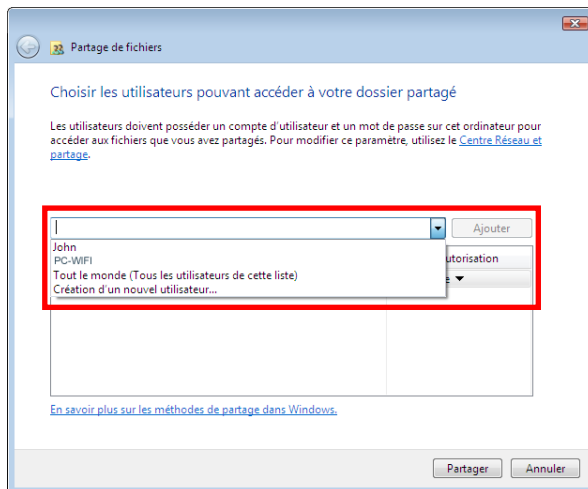 Partage de fichiers
Choisir les utilisateurs pouvant accéder à votre dossier partagé
Les utilisateurs doivent posséder un compte d'utilisateur et un mot de passe sur cet ordinateur pour
accéder aux fichiers que vous avez partagés. Pour modifier ce paramètre, utilisez le Centre Réseau et
partage.
Ajouter
John
PC-WIFI
utorisation
Tout le monde (Tous les utilisateurs de cette liste)
Création d'un nouvel utilisateur...
En savoir plus sur les méthodes de partage dans Windows.
Partager Annuler